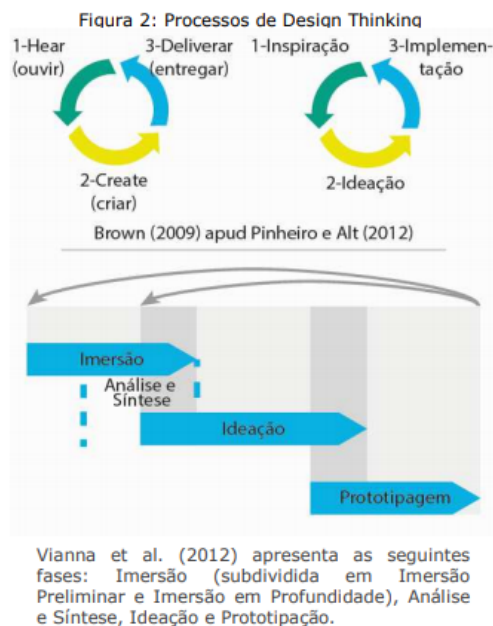 Figura 2: Processos de Design Thinking
1-Hear
(ouvir)
3-Deliverar
(entregar)
2-Create
(criar)
1-Inspiração
3-Implemen-
tação
2-Ideação
Brown (2009) apud Pinheiro e Alt (2012)
Imersão
Análise e
Síntese
Ideação
Prototipagem
Vianna et al. (2012) apresenta as seguintes
fases: Imersão (subdividida em Imersão
Preliminar e Imersão em Profundidade), Análise
e Síntese, Ideação e Prototipação.